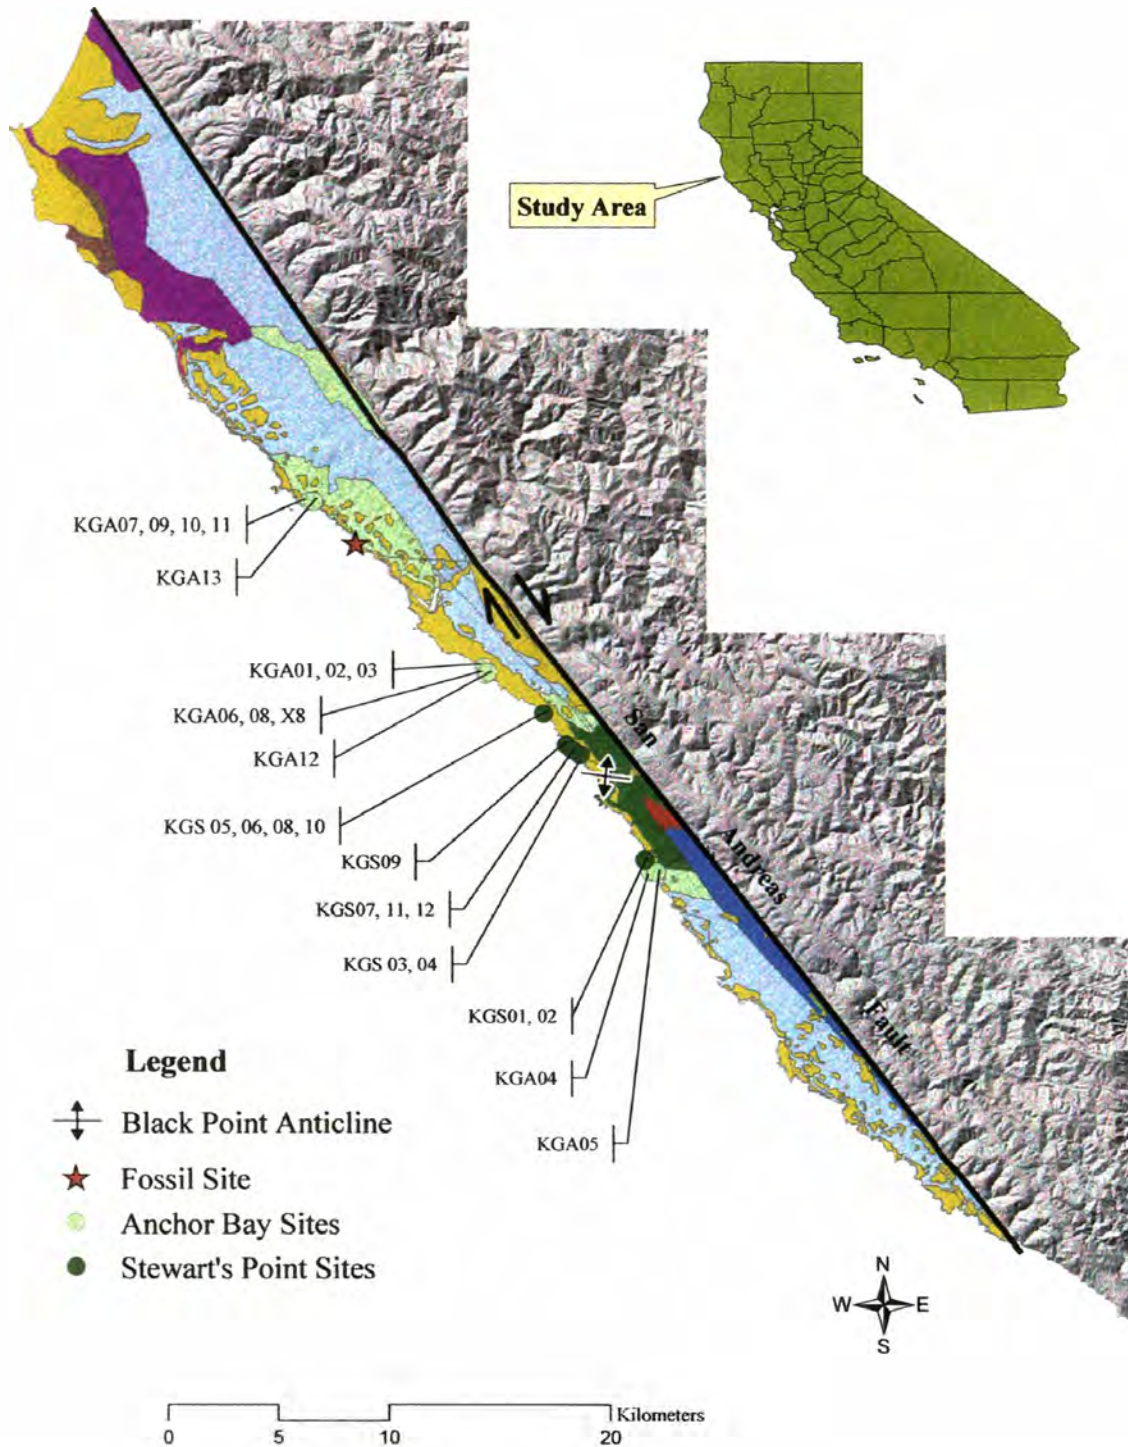 Study Area
KGA07, 09, 10, 11
KGA13
KGA01, 02, 03
KGA06, 08, X8
KGA12
KGS 05, 06, 08, 10
KGS09
KGS07, 11, 12
KGS 03, 04
KGS01, 02
KGA04
KGA05
San
Andreas
Fault
Legend
Black Point Anticline
Fossil Site
Anchor Bay Sites
Stewart's Point Sites
N
W E
S
Kilometers
0 5 10 20